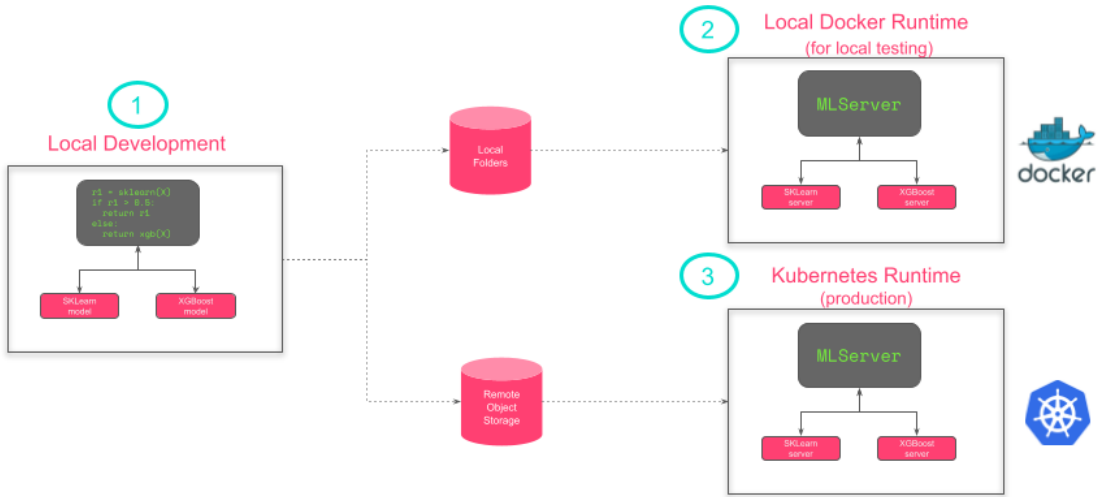 1
Local Development
r1 = sklearn(X)
if r1 > 0.5:
return r1
else:
return xgb(X)
SKLearn
model
XGBoost
model
Local
Folders
Remote
Object
Storage
2
Local Docker Runtime
(for local testing)
MLServer
SKLearn
server
XGBoost
server
docker
3
Kubernetes Runtime
(production)
MLServer
SKLearn
server
XGBoost server